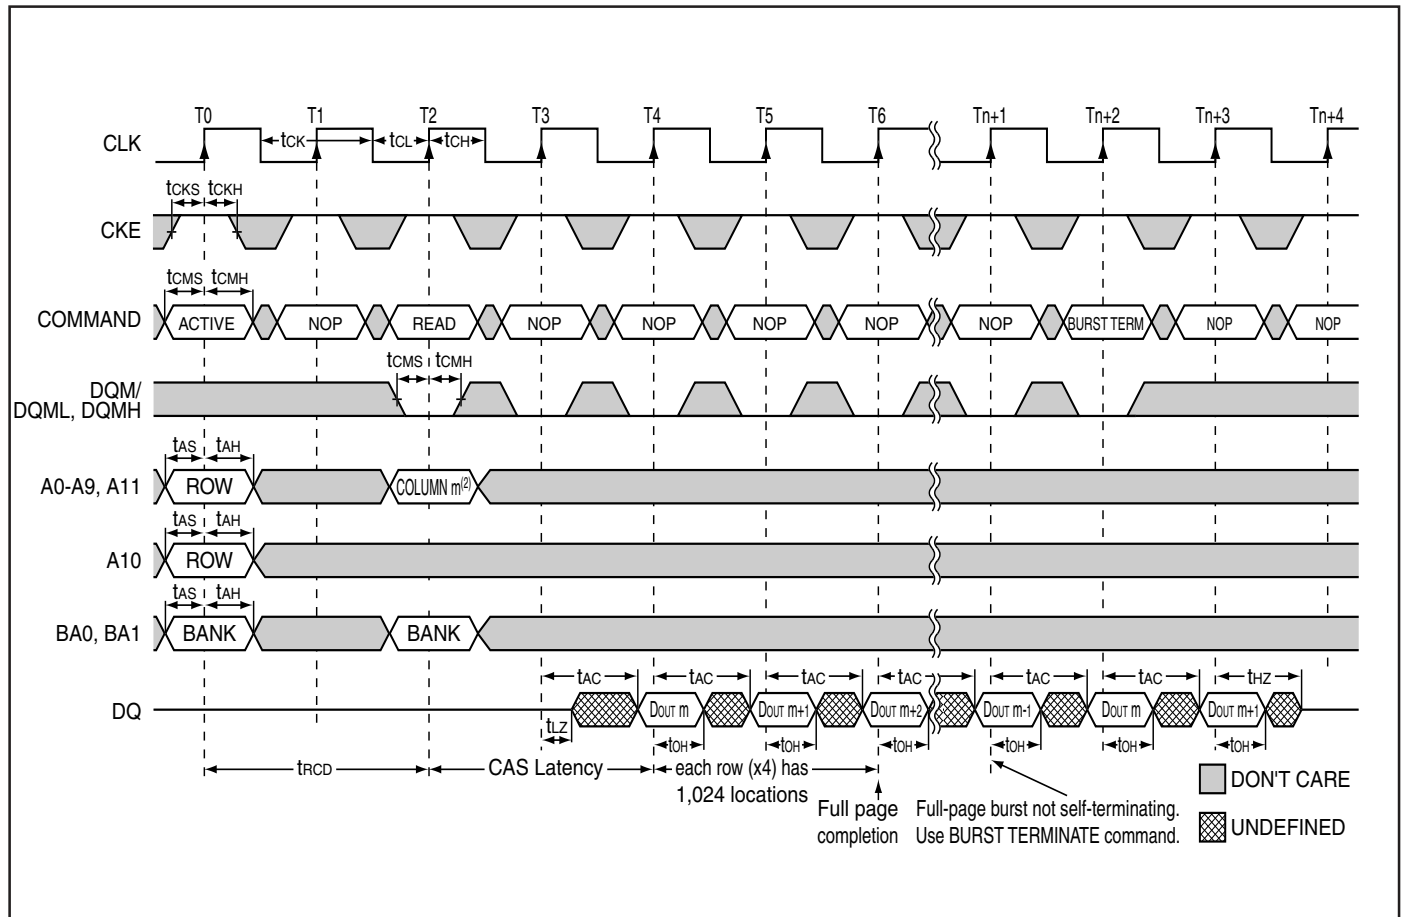 T0 T1 T2 T3 T4 T5 T6 Tn+1 Tn+2 Tn+3 Tn+4
CLK tCK tCL tCH
tCKS tCKH
CKE
tCMS tCMH
COMMAND ACTIVE NOP READ NOP NOP NOP NOP NOP BURST TERM NOP NOP
tCMS tCMH
DQM/
DQML, DQMH
tAS tAH
A0-A9, A11 ROW COLUMN m(2)
tAS tAH
A10 ROW
tAS tAH
BA0, BA1 BANK BANK
tAC tAC tAC tAC tAC tAC tHZ
DQ DOUT m DOUT m+1 DOUT m+2 DOUT m-1 DOUT m DOUT m+1
tLZ tOH tOH tOH tOH tOH tOH
tRCD CAS Latency each row (x4) has
1,024 locations
DON'T CARE
Full page
completion
Full-page burst not self-terminating.
Use BURST TERMINATE command.
UNDEFINED